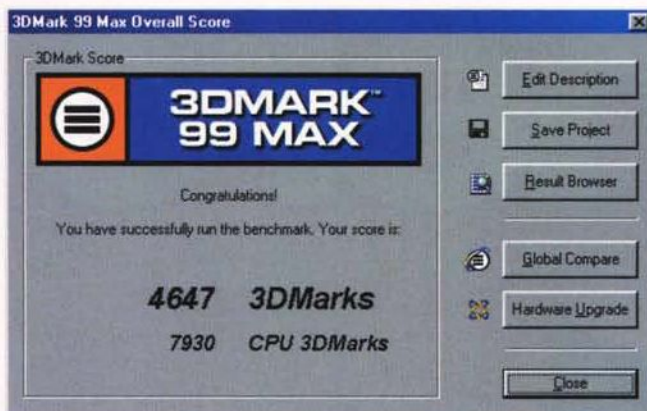 3DMark 99 Max Overall Score
3DMark Score
3DMARK™
99 MAX
Congratulations!
You have successfully run the benchmark. Your score is:
4647 3DMarks
7930 CPU 3DMarks
Edit Description
Save Project
Result Browser
Global Compare
Hardware Upgrade
Close